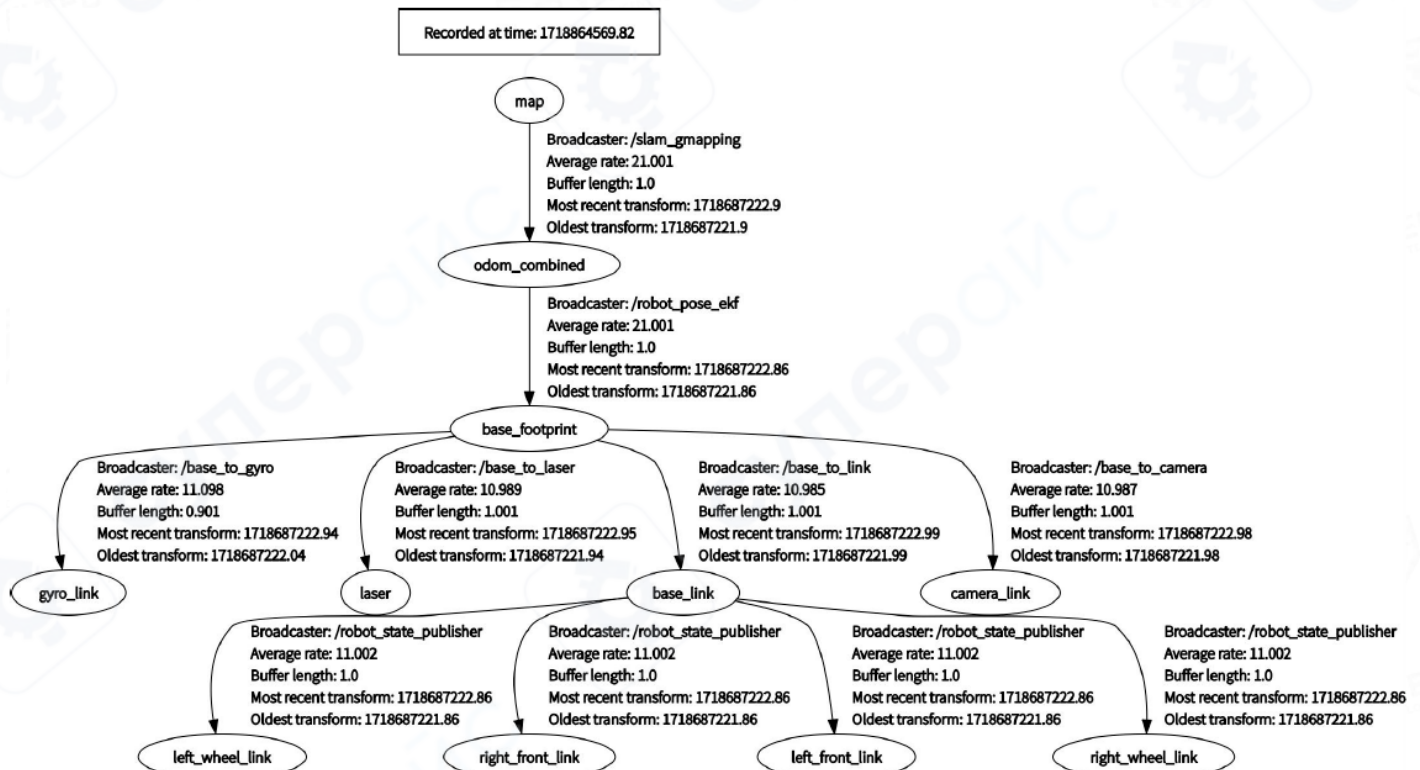 Recorded at time: 1718864569.82
map
Broadcaster: /slam_gmapping
Average rate: 21.001
Buffer length: 1.0
Most recent transform: 1718687222.9
Oldest transform: 1718687221.9
odom_combined
Broadcaster: /robot_pose_ekf
Average rate: 21.001
Buffer length: 1.0
Most recent transform: 1718687222.86
Oldest transform: 1718687221.86
base_footprint
Broadcaster: /base_to_gyro
Average rate: 11.098
Buffer length: 0.901
Most recent transform: 1718687222.94
Oldest transform: 1718687222.04
Broadcaster: /base_to_laser
Average rate: 10.989
Buffer length: 1.001
Most recent transform: 1718687222.95
Oldest transform: 1718687221.94
Broadcaster: /base_to_link
Average rate: 10.985
Buffer length: 1.001
Most recent transform: 1718687222.99
Oldest transform: 1718687221.99
Broadcaster: /base_to_camera
Average rate: 10.987
Buffer length: 1.001
Most recent transform: 1718687222.98
Oldest transform: 1718687221.98
gyro_link
laser
base_link
camera_link
Broadcaster: /robot_state_publisher
Average rate: 11.002
Buffer length: 1.0
Most recent transform: 1718687222.86
Oldest transform: 1718687221.86
Broadcaster: /robot_state_publisher
Average rate: 11.002
Buffer length: 1.0
Most recent transform: 1718687222.86
Oldest transform: 1718687221.86
Broadcaster: /robot_state_publisher
Average rate: 11.002
Buffer length: 1.0
Most recent transform: 1718687222.86
Oldest transform: 1718687221.86
Broadcaster: /robot_state_publisher
Average rate: 11.002
Buffer length: 1.0
Most recent transform: 1718687222.86
Oldest transform: 1718687221.86
left_wheel_link
right_front_link
left_front_link
right_wheel_link